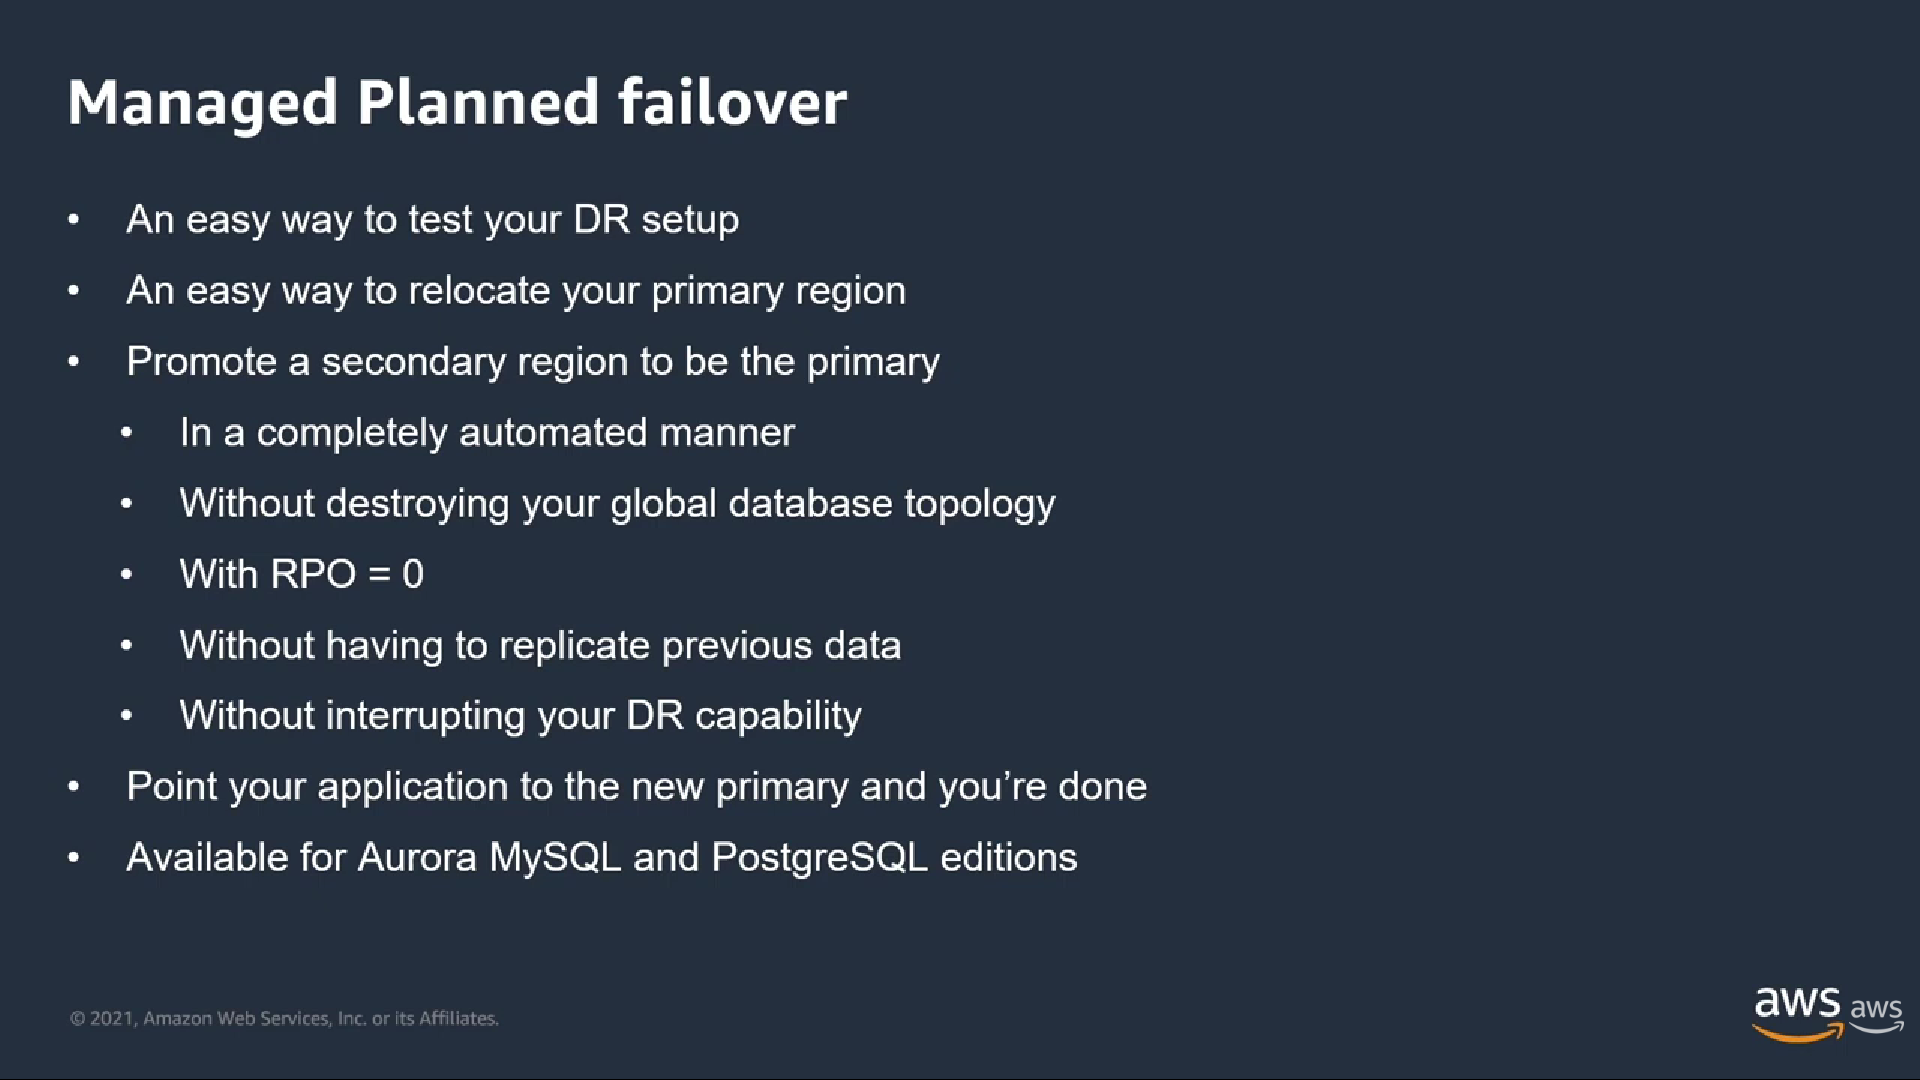 Managed Planned failover
• An easy way to test your DR setup
• An easy way to relocate your primary region
• Promote a secondary region to be the primary
• In a completely automated manner
• Without destroying your global database topology
• With RPO = 0
• Without having to replicate previous data
• Without interrupting your DR capability
• Point your application to the new primary and you’re done
• Available for Aurora MySQL and PostgreSQL editions
© 2021, Amazon Web Services, Inc. or its Affiliates.
aws aws